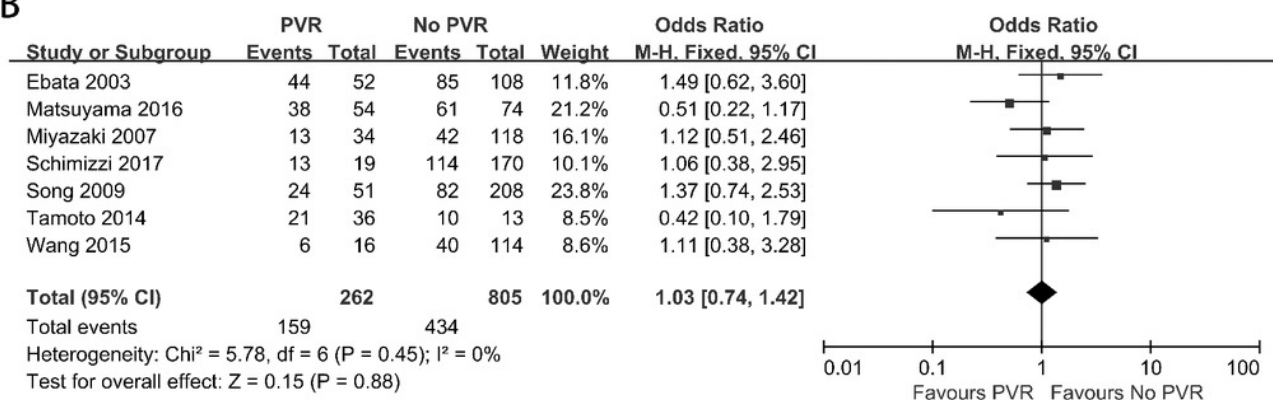 B
PVR No PVR Odds Ratio Odds Ratio
Study or Subgroup Events Total Events Total Weight M-H, Fixed, 95% CI M-H, Fixed, 95% CI
Ebata 2003 44 52 85 108 11.8% 1.49 [0.62, 3.60]
Matsuyama 2016 38 54 61 74 21.2% 0.51 [0.22, 1.17]
Miyazaki 2007 13 34 42 118 16.1% 1.12 [0.51, 2.46]
Schimizzi 2017 13 19 114 170 10.1% 1.06 [0.38, 2.95]
Song 2009 24 51 82 208 23.8% 1.37 [0.74, 2.53]
Tamoto 2014 21 36 10 13 8.5% 0.42 [0.10, 1.79]
Wang 2015 6 16 40 114 8.6% 1.11 [0.38, 3.28]
Total (95% CI) 262 805 100.0% 1.03 [0.74, 1.42]
Total events 159 434
Heterogeneity: Chi² = 5.78, df = 6 (P = 0.45); I² = 0%
Test for overall effect: Z = 0.15 (P = 0.88)
0.01 0.1 1 10 100
Favours PVR Favours No PVR